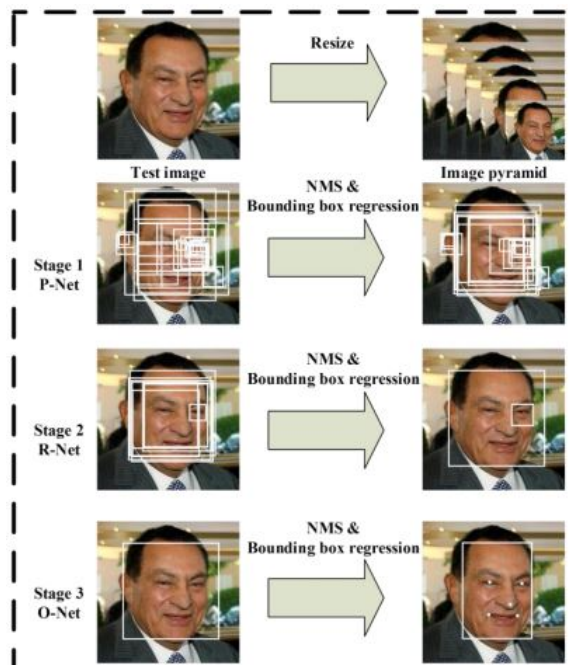 Resize
Test image
Image pyramid
NMS &
Bounding box regression
Stage 1
P-Net
NMS &
Bounding box regression
Stage 2
R-Net
NMS &
Bounding box regression
Stage 3
O-Net